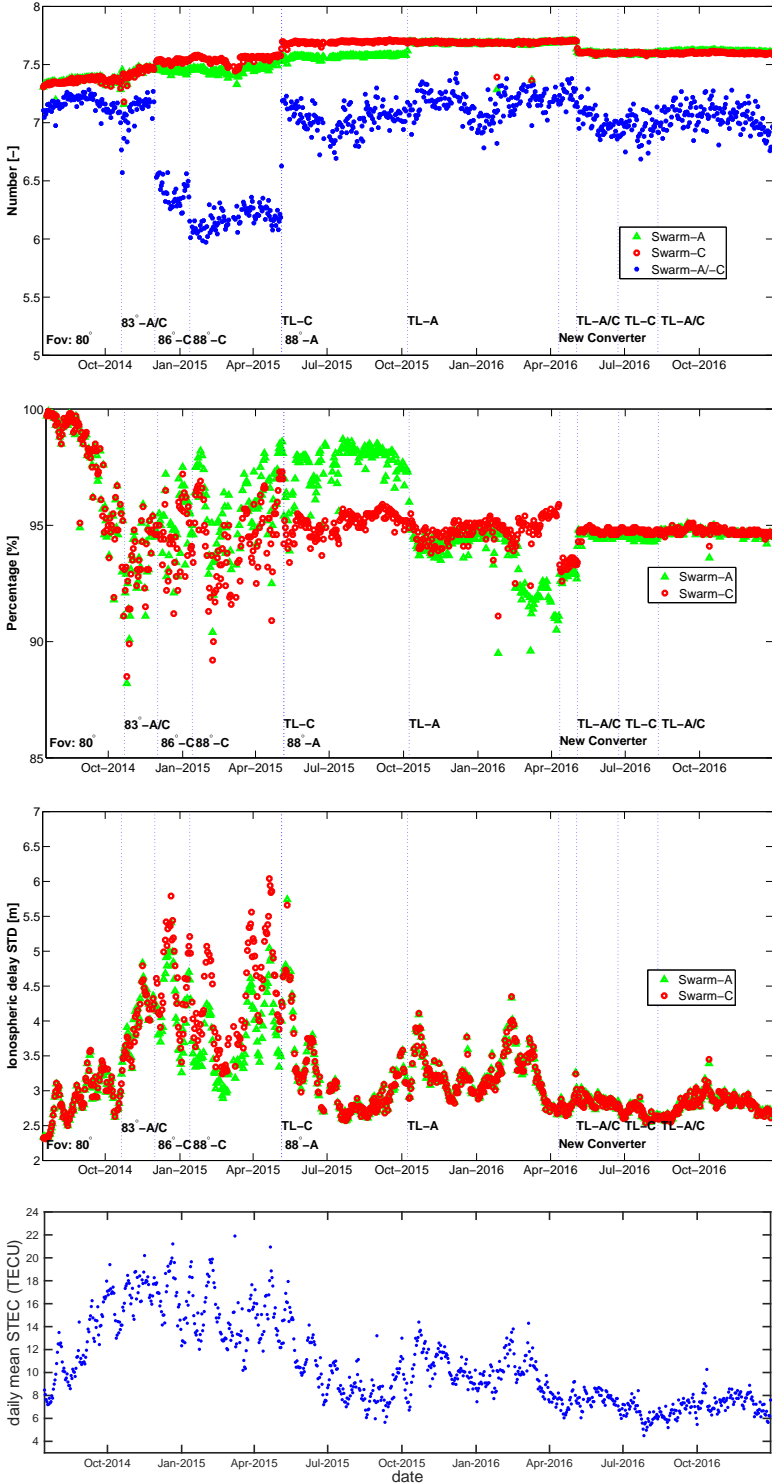 8
7.5
7
6.5
6
5.5
5
Number [−]
Swarm−A
Swarm−C
Swarm−A/−C
83°−A/C TL−C TL−A TL−A/C TL−C TL−A/C
Fov: 80° 86°−C 88°−C 88°−A New Converter
Oct−2014 Jan−2015 Apr−2015 Jul−2015 Oct−2015 Jan−2016 Apr−2016 Jul−2016 Oct−2016
100
95
90
85
Percentage [%]
Swarm−A
Swarm−C
83°−A/C TL−C TL−A TL−A/C TL−C TL−A/C
Fov: 80° 86°−C 88°−C 88°−A New Converter
Oct−2014 Jan−2015 Apr−2015 Jul−2015 Oct−2015 Jan−2016 Apr−2016 Jul−2016 Oct−2016
7
6.5
6
5.5
5
4.5
4
3.5
3
2.5
2
Ionospheric delay STD [m]
Swarm−A
Swarm−C
83°−A/C TL−C TL−A TL−A/C TL−C TL−A/C
Fov: 80° 86°−C 88°−C 88°−A New Converter
Oct−2014 Jan−2015 Apr−2015 Jul−2015 Oct−2015 Jan−2016 Apr−2016 Jul−2016 Oct−2016
24
22
20
18
16
14
12
10
8
6
4
daily mean STEC (TECU)
Oct-2014 Jan-2015 Apr-2015 Jul-2015 Oct-2015 Jan-2016 Apr-2016 Jul-2016 Oct-2016
date